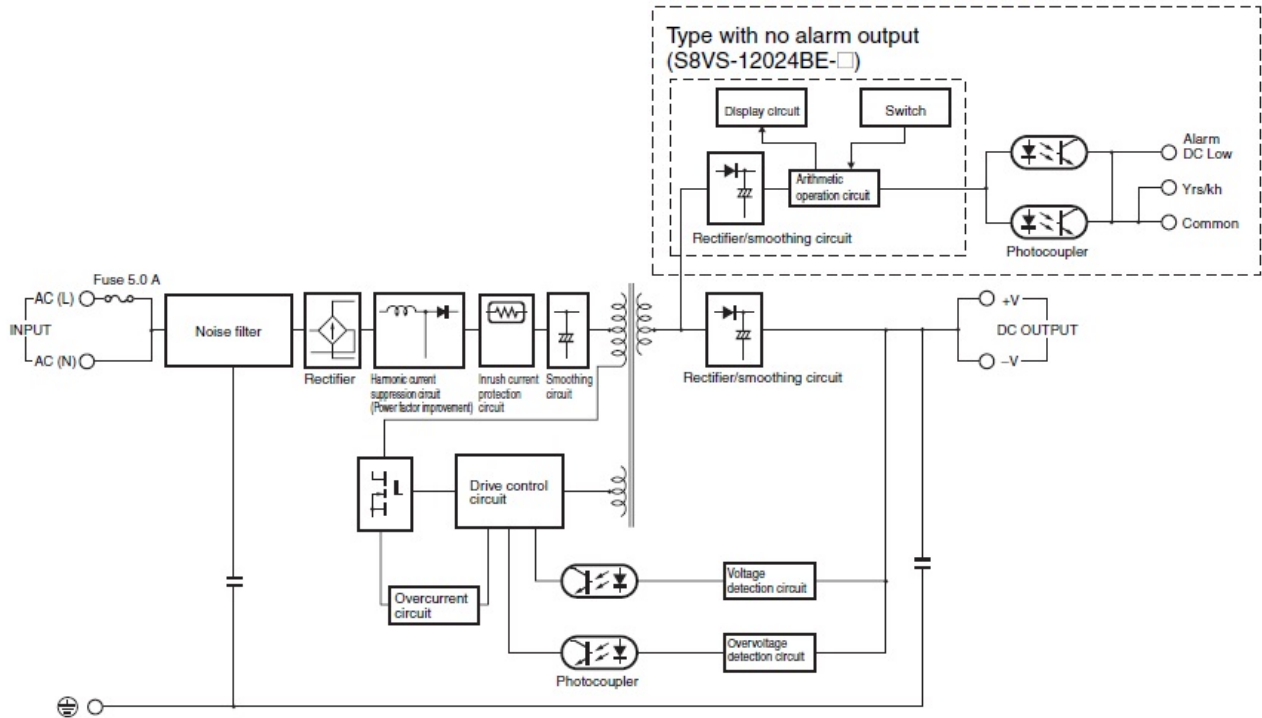 Type with no alarm output
(S8VS-12024BE-□)
Display circuit
Switch
Arithmetic
operation circuit
Rectifier/smoothing circuit
Alarm
DC Low
Yrs/kh
Common
Photocoupler
Fuse 5.0 A
AC (L)
INPUT
AC (N)
Noise filter
Rectifier
Harmonic current
suppression circuit
(Power factor improvement)
Inrush current
protection
circuit
Smoothing
circuit
Rectifier/smoothing circuit
+V
DC OUTPUT
−V
Drive control
circuit
Overcurrent
circuit
Voltage
detection circuit
Overvoltage
detection circuit
Photocoupler